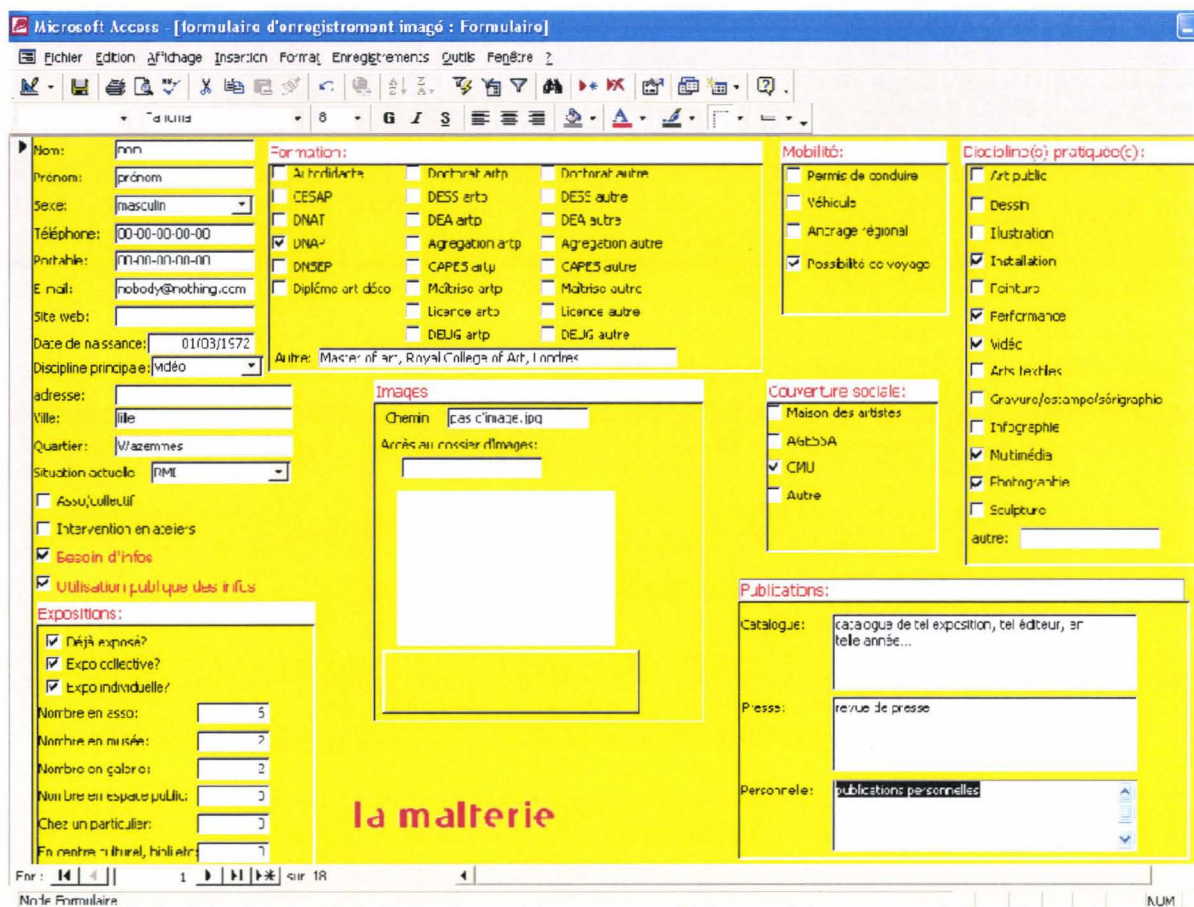 Microsoft Access - [formulaire d'enregistrement imagé : Formulaire]
Fichier Edition Affichage Insertion Format Enregistrements Outils Fenêtre ?
Tahoma 8 G I S
Nom: nom
Prénom: prénom
Sexe: masculin
Téléphone: 00-00-00-00-00
Portable: 00-00-00-00-00
E mail: nobody@nothing.com
Site web:
Date de naissance: 01/03/1972
Discipline principale: vidéo
adresse:
Ville: lille
Quartier: Wazemmes
Situation actuelle RMI
Asso/collectif
Intervention en ateliers
Besoin d'infos
Utilisation publique des infos
Expositions:
Déjà exposé?
Expo collective?
Expo individuelle?
Nombre en asso:
Nombre en musée: 2
Nombre en galerie: 2
Nombre en espace public:
Chez un particulier:
En centre culturel, bibli etc:
Formation:
Autodidacte Doctorat artp Doctorat autre
CESAP DESS artp DESS autre
DNAT DEA artp DEA autre
DNAP Agregation artp Agregation autre
DNSEP CAPES artp CAPES autre
Diplôme art déco Maîtrise artp Maîtrise autre
Licence artp Licence autre
DEUG artp DEUG autre
Autre: Master of art, Royal College of Art, Londres
Images
Chemin pas d'image.jpg
Accès au dossier d'images:
la malterie
Mobilité:
Permis de conduire
Véhicule
Ancrage régional
Possibilité de voyage
Couverture sociale:
Maison des artistes
AGESSA
CMU
Autre
Discipline(s) pratiquée(s):
Art public
Dessin
Ilustration
Installation
Peinture
Performance
Vidéo
Arts textiles
Gravure/estampe/sérigraphie
Infographie
Multimédia
Photographie
Sculpture
autre:
Publications:
Catalogue: catalogue de tel exposition, tel éditeur, en
telle année...
Presse: revue de presse
Personnelle: publications personnelles
Enr : 1 sur 18
Mode Formulaire NUM